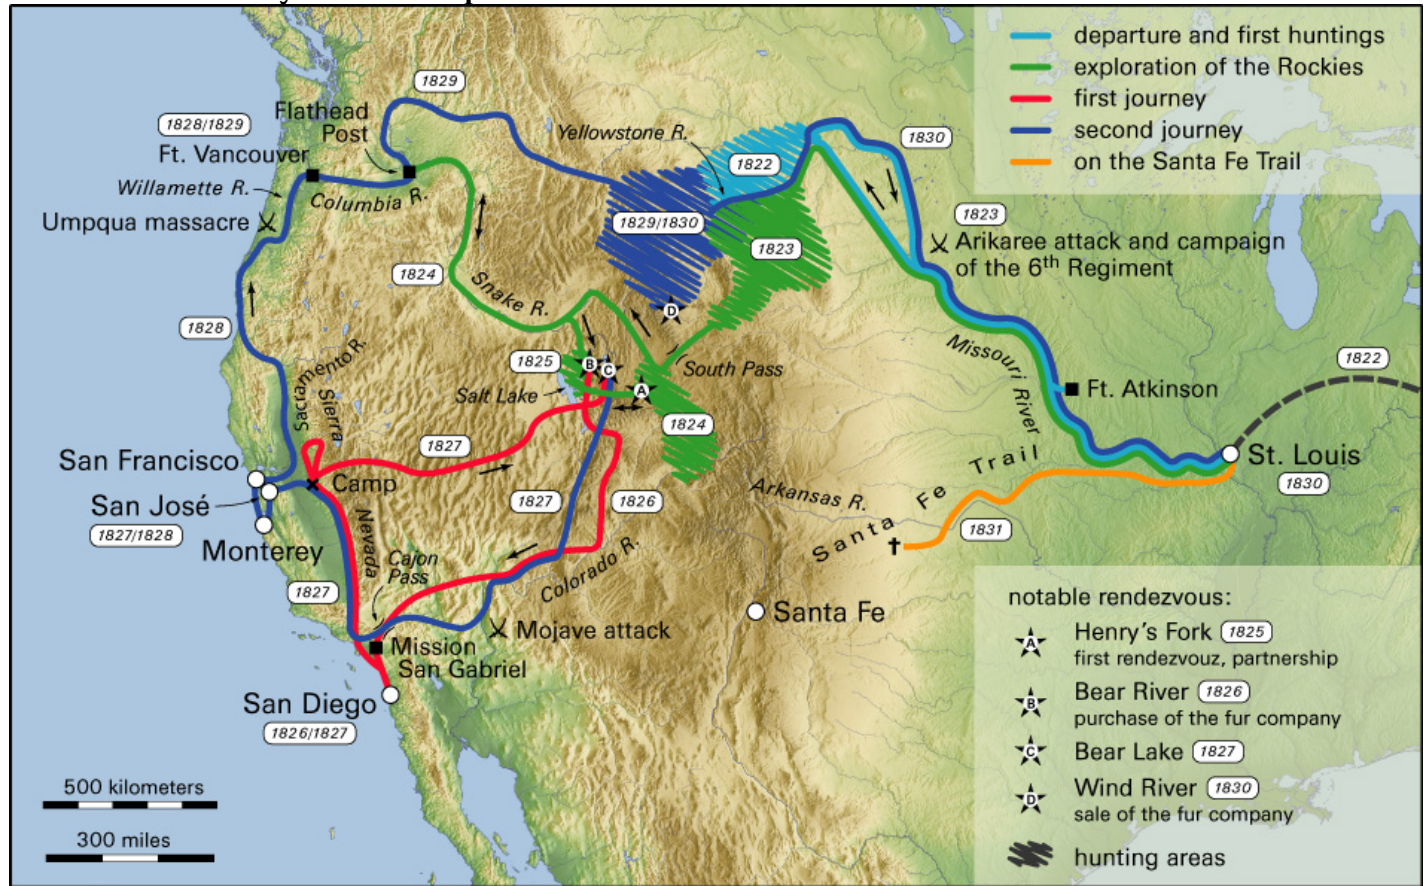 departure and first huntings
exploration of the Rockies
first journey
second journey
on the Santa Fe Trail
1829
Flathead
Post
1828/1829
Ft. Vancouver
Willamette R.
Columbia R.
Umpqua massacre
Yellowstone R.
1822
1830
1829/1830
1823
1823
Arikaree attack and campaign
of the 6th Regiment
1824
Snake R.
D
1828
Sacramento R.
Sierra
Nevada
1825
B
C
A
South Pass
Salt Lake
1824
Missouri River
Ft. Atkinson
1822
St. Louis
1830
San Francisco
San José
1827/1828
Monterey
Camp
1827
1827
1826
Arkansas R.
Santa Fe Trail
1831
✝
Cajon
Pass
Colorado R.
1827
Mojave attack
Mission
San Gabriel
San Diego
1826/1827
Santa Fe
500 kilometers
300 miles
notable rendezvous:
A
Henry's Fork 1825
first rendezvouz, partnership
B
Bear River 1826
purchase of the fur company
C
Bear Lake 1827
D
Wind River 1830
sale of the fur company
hunting areas